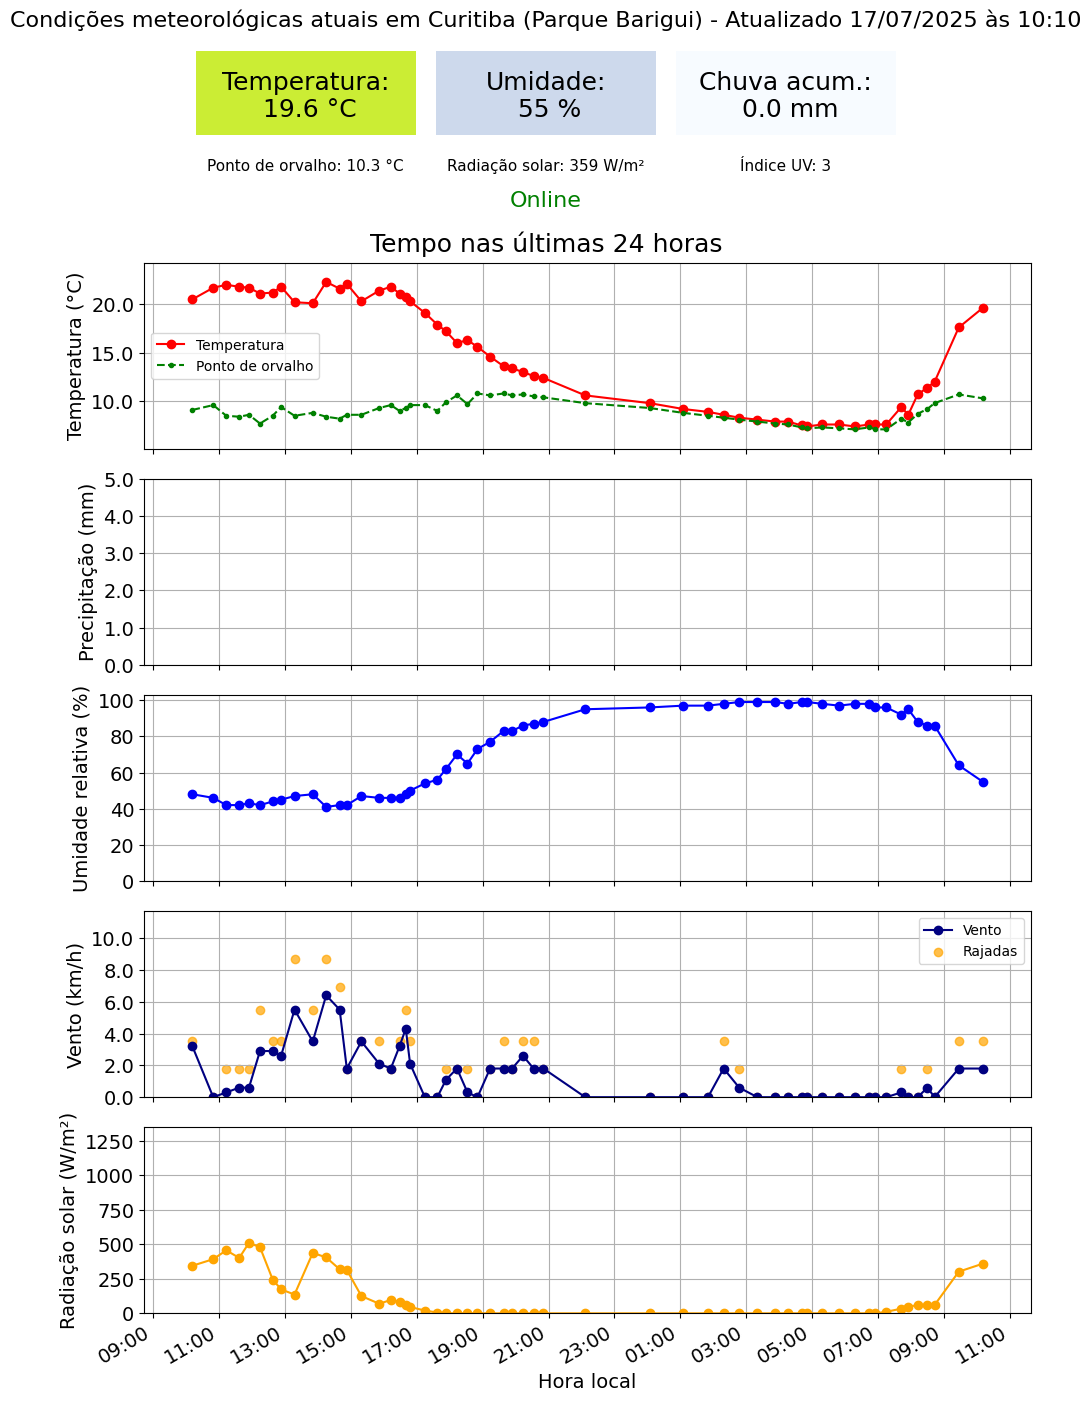 Condições meteorológicas atuais em Curitiba (Parque Barigui) - Atualizado 17/07/2025 às 10:10
Temperatura:
19.6 °C
Umidade:
55 %
Chuva acum.:
0.0 mm
Ponto de orvalho: 10.3 °C
Radiação solar: 359 W/m²
Índice UV: 3
Online
Tempo nas últimas 24 horas
Temperatura (°C)
20.0
15.0
10.0
Temperatura
Ponto de orvalho
Precipitação (mm)
5.0
4.0
3.0
2.0
1.0
0.0
Umidade relativa (%)
100
80
60
40
20
0
Vento (km/h)
10.0
8.0
6.0
4.0
2.0
0.0
Vento
Rajadas
Radiação solar (W/m²)
1250
1000
750
500
250
0
09:00
11:00
13:00
15:00
17:00
19:00
21:00
23:00
01:00
03:00
05:00
07:00
09:00
11:00
Hora local